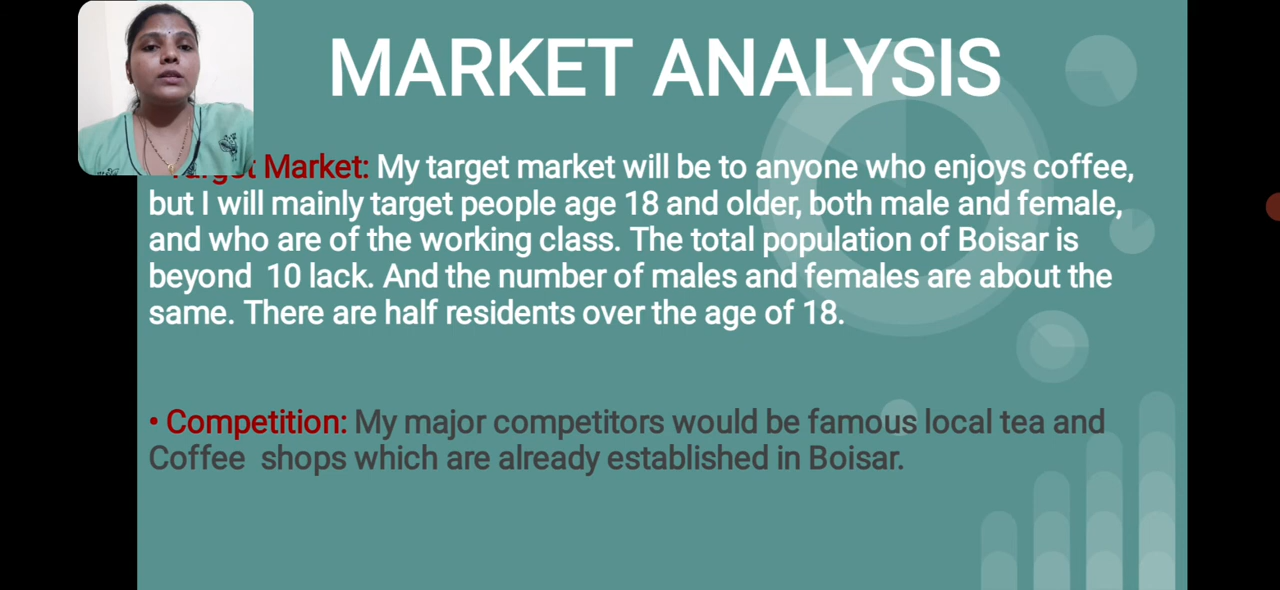 MARKET ANALYSIS
Target Market: My target market will be to anyone who enjoys coffee,
but I will mainly target people age 18 and older, both male and female,
and who are of the working class. The total population of Boisar is
beyond 10 lack. And the number of males and females are about the
same. There are half residents over the age of 18.
• Competition: My major competitors would be famous local tea and
Coffee shops which are already established in Boisar.